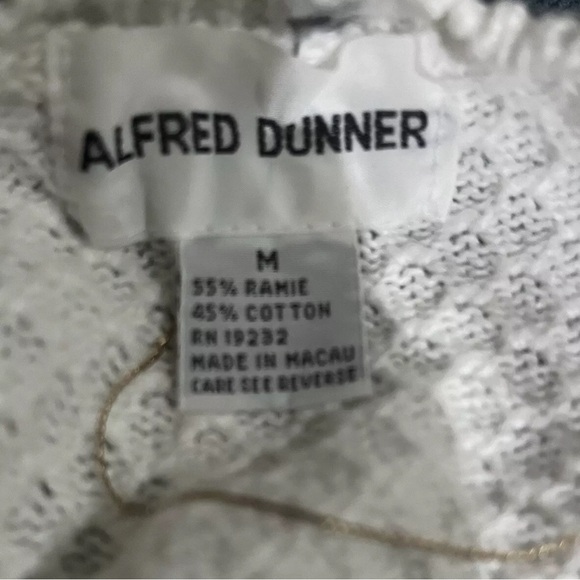 ALFRED DUNNER
M
55% RAMIE
45% COTTON
RN 19232
MADE IN MACAU
CARE SEE REVERSE